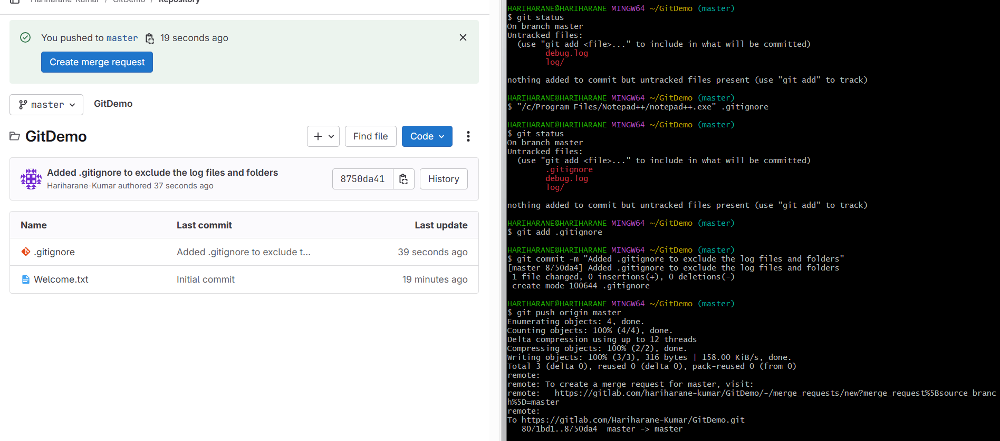 Hariharane-Kumar / GitDemo / Repository
You pushed to master 19 seconds ago
Create merge request
master
GitDemo
GitDemo
Find file
Code
Added .gitignore to exclude the log files and folders
Hariharane-Kumar authored 37 seconds ago
8750da41
History
Name Last commit Last update
.gitignore Added .gitignore to exclude t... 39 seconds ago
Welcome.txt Initial commit 19 minutes ago
HARIHARANE@HARIHARANE MINGW64 ~/GitDemo (master)
$ git status
On branch master
Untracked files:
  (use "git add <file>..." to include in what will be committed)
        debug.log
        log/
nothing added to commit but untracked files present (use "git add" to track)
HARIHARANE@HARIHARANE MINGW64 ~/GitDemo (master)
$ "/c/Program Files/Notepad++/notepad++.exe" .gitignore
HARIHARANE@HARIHARANE MINGW64 ~/GitDemo (master)
$ git status
On branch master
Untracked files:
  (use "git add <file>..." to include in what will be committed)
        .gitignore
        debug.log
        log/
nothing added to commit but untracked files present (use "git add" to track)
HARIHARANE@HARIHARANE MINGW64 ~/GitDemo (master)
$ git add .gitignore
HARIHARANE@HARIHARANE MINGW64 ~/GitDemo (master)
$ git commit -m "Added .gitignore to exclude the log files and folders"
[master 8750da4] Added .gitignore to exclude the log files and folders
 1 file changed, 0 insertions(+), 0 deletions(-)
 create mode 100644 .gitignore
HARIHARANE@HARIHARANE MINGW64 ~/GitDemo (master)
$ git push origin master
Enumerating objects: 4, done.
Counting objects: 100% (4/4), done.
Delta compression using up to 12 threads
Compressing objects: 100% (2/2), done.
Writing objects: 100% (3/3), 316 bytes | 158.00 KiB/s, done.
Total 3 (delta 0), reused 0 (delta 0), pack-reused 0 (from 0)
remote:
remote: To create a merge request for master, visit:
remote:   https://gitlab.com/hariharane-kumar/GitDemo/-/merge_requests/new?merge_request%5Bsource_branc
h%5D=master
remote:
To https://gitlab.com/Hariharane-Kumar/GitDemo.git
   8071bd1..8750da4  master -> master